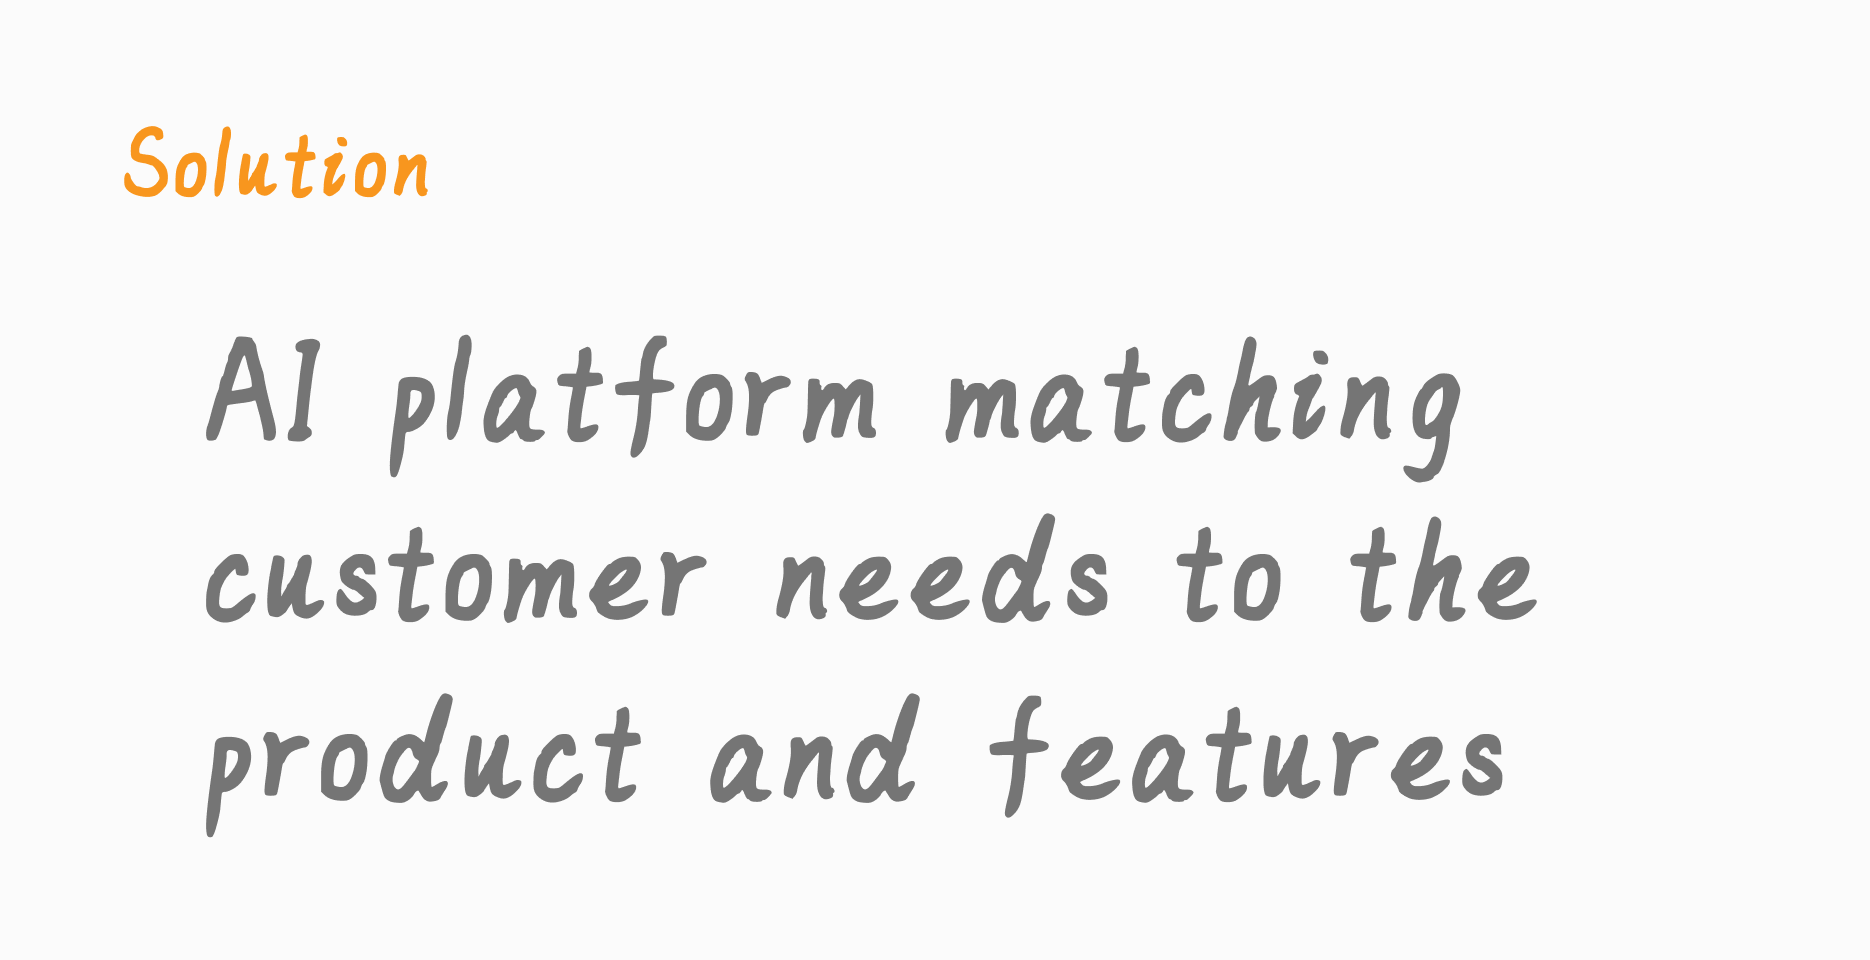 Solution
AI platform matching
customer needs to the
product and features